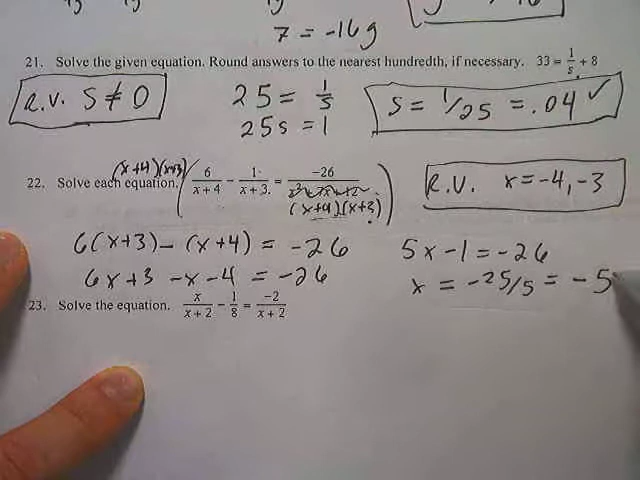 7 = -16g
21. Solve the given equation. Round answers to the nearest hundredth, if necessary. 33 = 1/s + 8
R.V. S ≠ 0
25 = 1/s
25s = 1
s = 1/25 = .04 ✓
(x+4)(x+3)
22. Solve each equation. ( 6/(x + 4) - 1/(x + 3) = -26/(x² + 7x + 12) )
(x+4)(x+3)
R.V. x = -4, -3
6(x+3) - (x+4) = -26
6x+3 -x -4 = -26
5x -1 = -26
x = -25/5 = -5
23. Solve the equation. x/(x + 2) - 1/8 = -2/(x + 2)